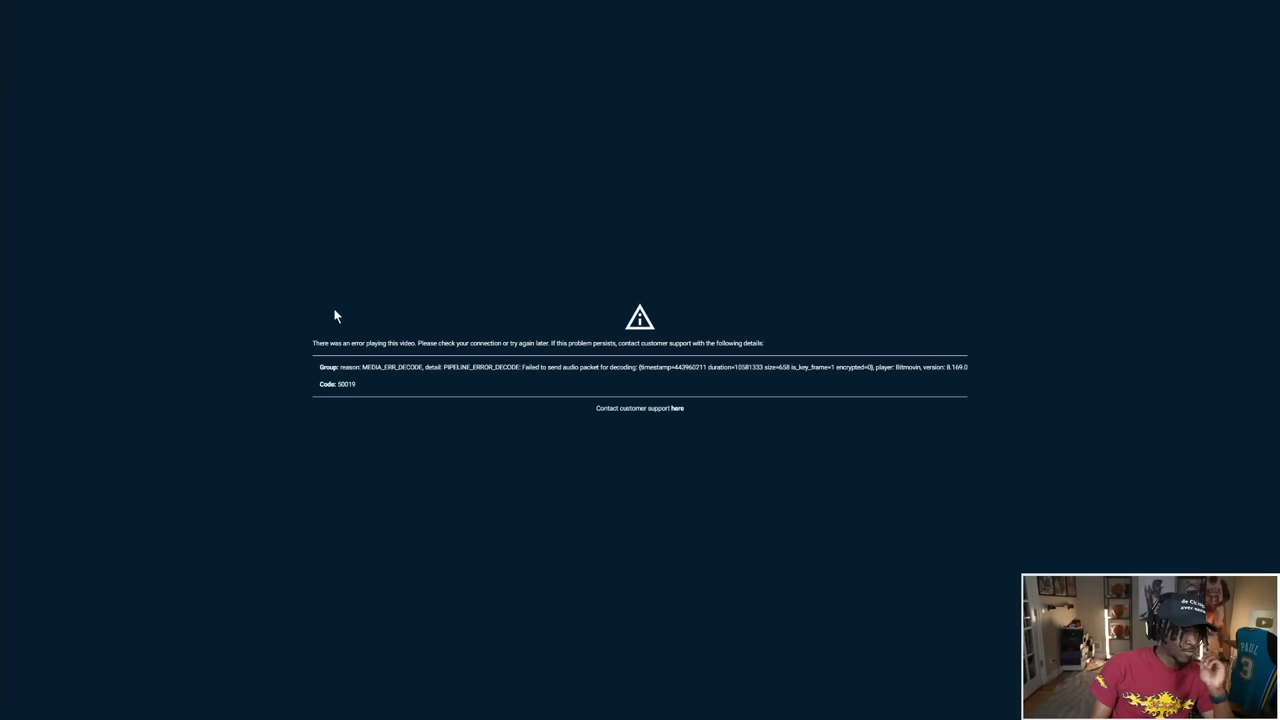 There was an error playing this video. Please check your connection or try again later. If this problem persists, contact customer support with the following details:
Group: reason: MEDIA_ERR_DECODE, detail: PIPELINE_ERROR_DECODE: Failed to send audio packet for decoding: {timestamp=443960211 duration=10581333 size=658 is_key_frame=1 encrypted=0}, player: Bitmovin, version: 8.169.0
Code: 50019
Contact customer support here
PAUL
3